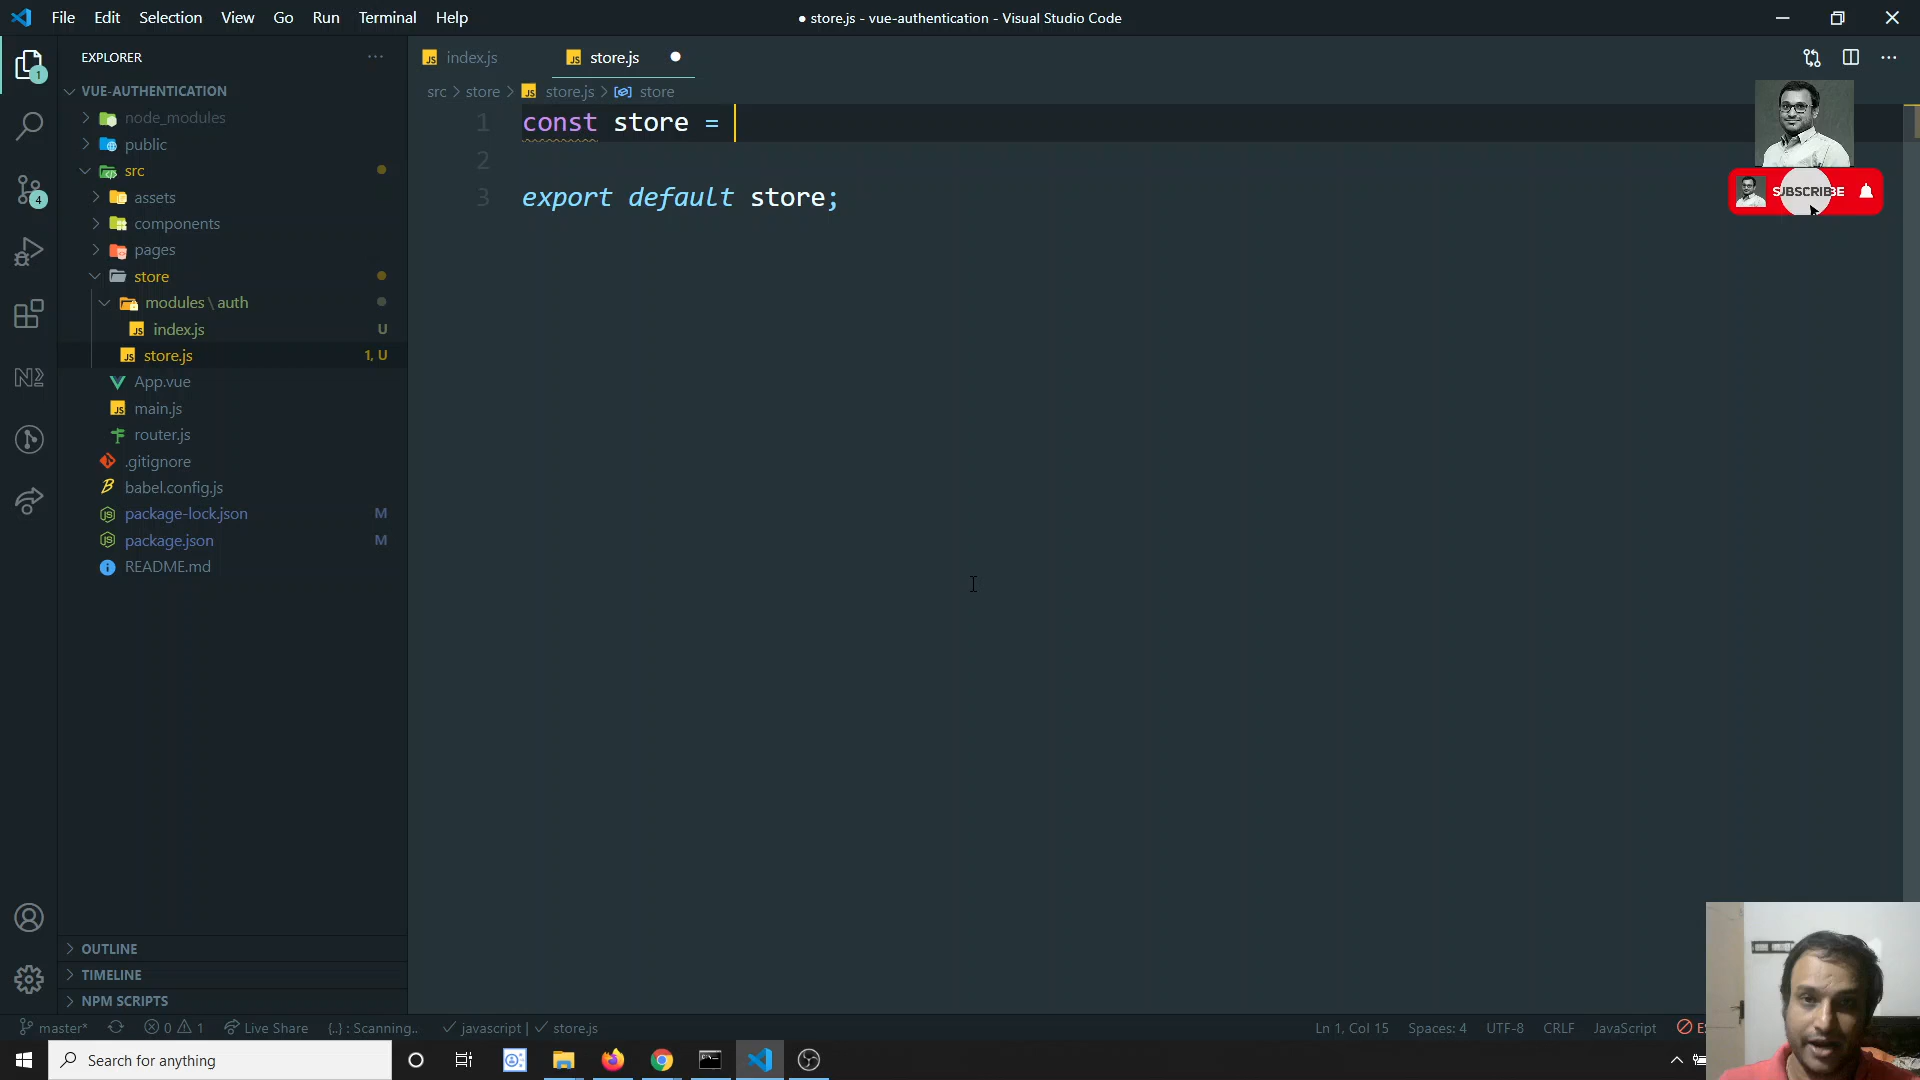 File Edit Selection View Go Run Terminal Help
● store.js - vue-authentication - Visual Studio Code
EXPLORER
1
VUE-AUTHENTICATION
node_modules
public
src
assets
components
pages
store
modules \ auth
index.js U
store.js 1, U
App.vue
main.js
router.js
.gitignore
babel.config.js
package-lock.json M
package.json M
README.md
4
OUTLINE
TIMELINE
NPM SCRIPTS
index.js store.js
src > store > store.js > store
1 const store =
2
3 export default store;
SUBSCRIBE
master* 0 1 Live Share {..} : Scanning.. javascript | store.js
Ln 1, Col 15 Spaces: 4 UTF-8 CRLF JavaScript
Search for anything